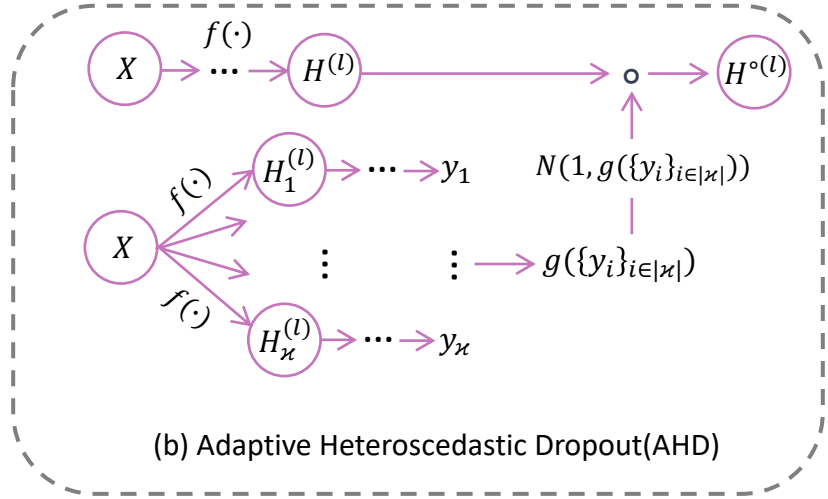 f(·)
X ··· H^(l) ∘ H^∘(l)
H_1^(l) ··· y_1
N(1, g({y_i}_{i∈|ϰ|}))
f(·)
X
⋮ ⋮ g({y_i}_{i∈|ϰ|})
f(·)
H_ϰ^(l) ··· y_ϰ
(b) Adaptive Heteroscedastic Dropout(AHD)